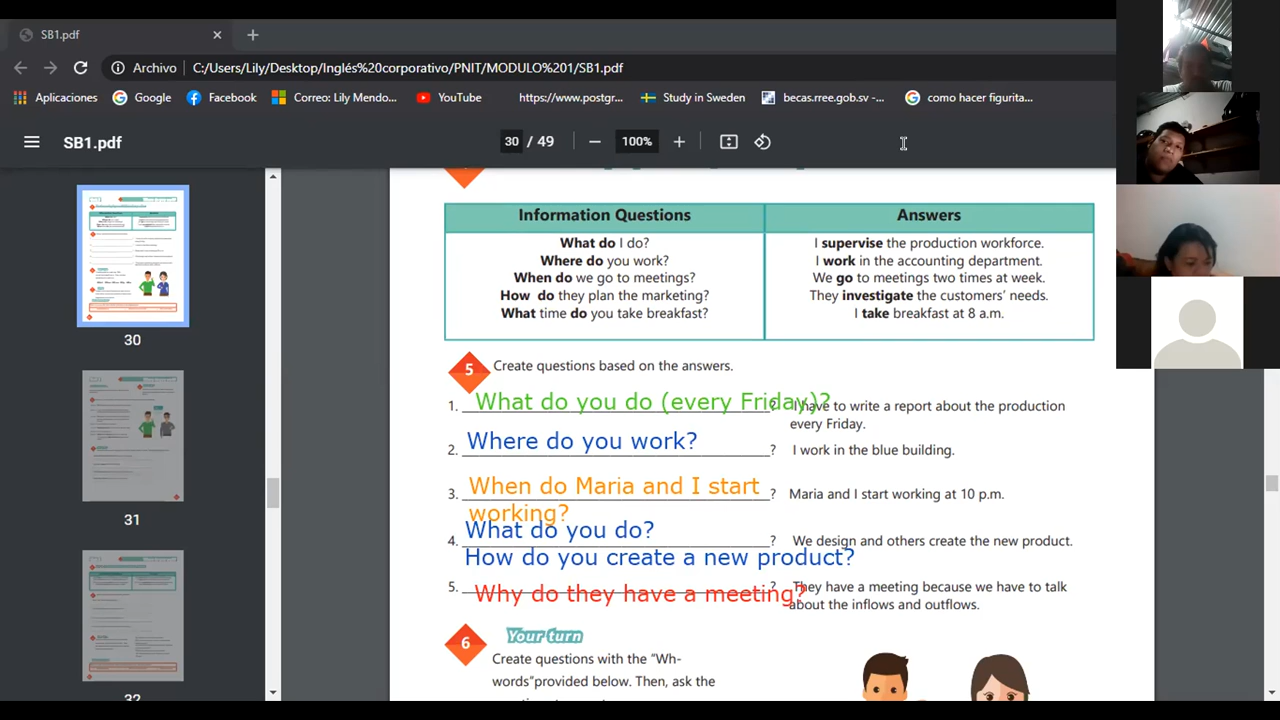 SB1.pdf
Archivo C:/Users/Lily/Desktop/Inglés%20corporativo/PNIT/MODULO%201/SB1.pdf
Aplicaciones Google Facebook Correo: Lily Mendo... YouTube https://www.postgr... Study in Sweden becas.rree.gob.sv -... como hacer figurita...
SB1.pdf 30 / 49 100%
Information Questions Answers
What do I do? I supervise the production workforce.
Where do you work? I work in the accounting department.
When do we go to meetings? We go to meetings two times at week.
How do they plan the marketing? They investigate the customers' needs.
What time do you take breakfast? I take breakfast at 8 a.m.
5 Create questions based on the answers.
What do you do (every Friday)?
1. ? I have to write a report about the production
every Friday.
Where do you work?
2. ? I work in the blue building.
When do Maria and I start
3. ? Maria and I start working at 10 p.m.
working?
What do you do?
4. ? We design and others create the new product.
How do you create a new product?
5. ? They have a meeting because we have to talk
Why do they have a meeting?
about the inflows and outflows.
6 Your turn
Create questions with the "Wh-
words"provided below. Then, ask the
30
31
32